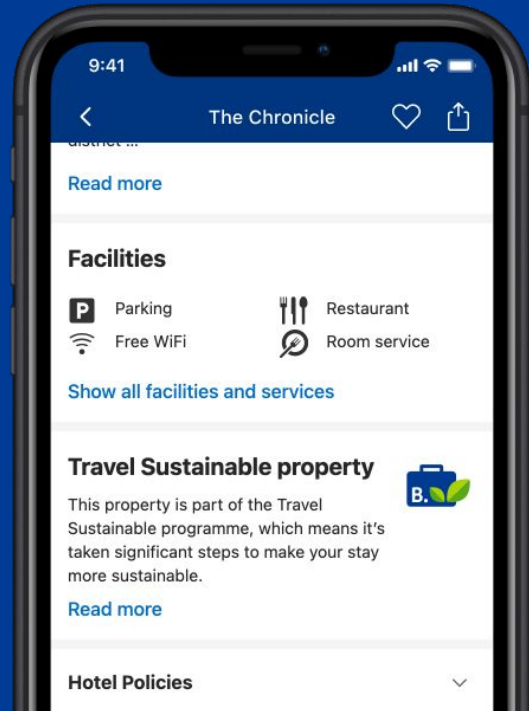 9:41
The Chronicle
Read more
Facilities
P Parking
Restaurant
Free WiFi
Room service
Show all facilities and services
Travel Sustainable property
B.
This property is part of the Travel
Sustainable programme, which means it's
taken significant steps to make your stay
more sustainable.
Read more
Hotel Policies